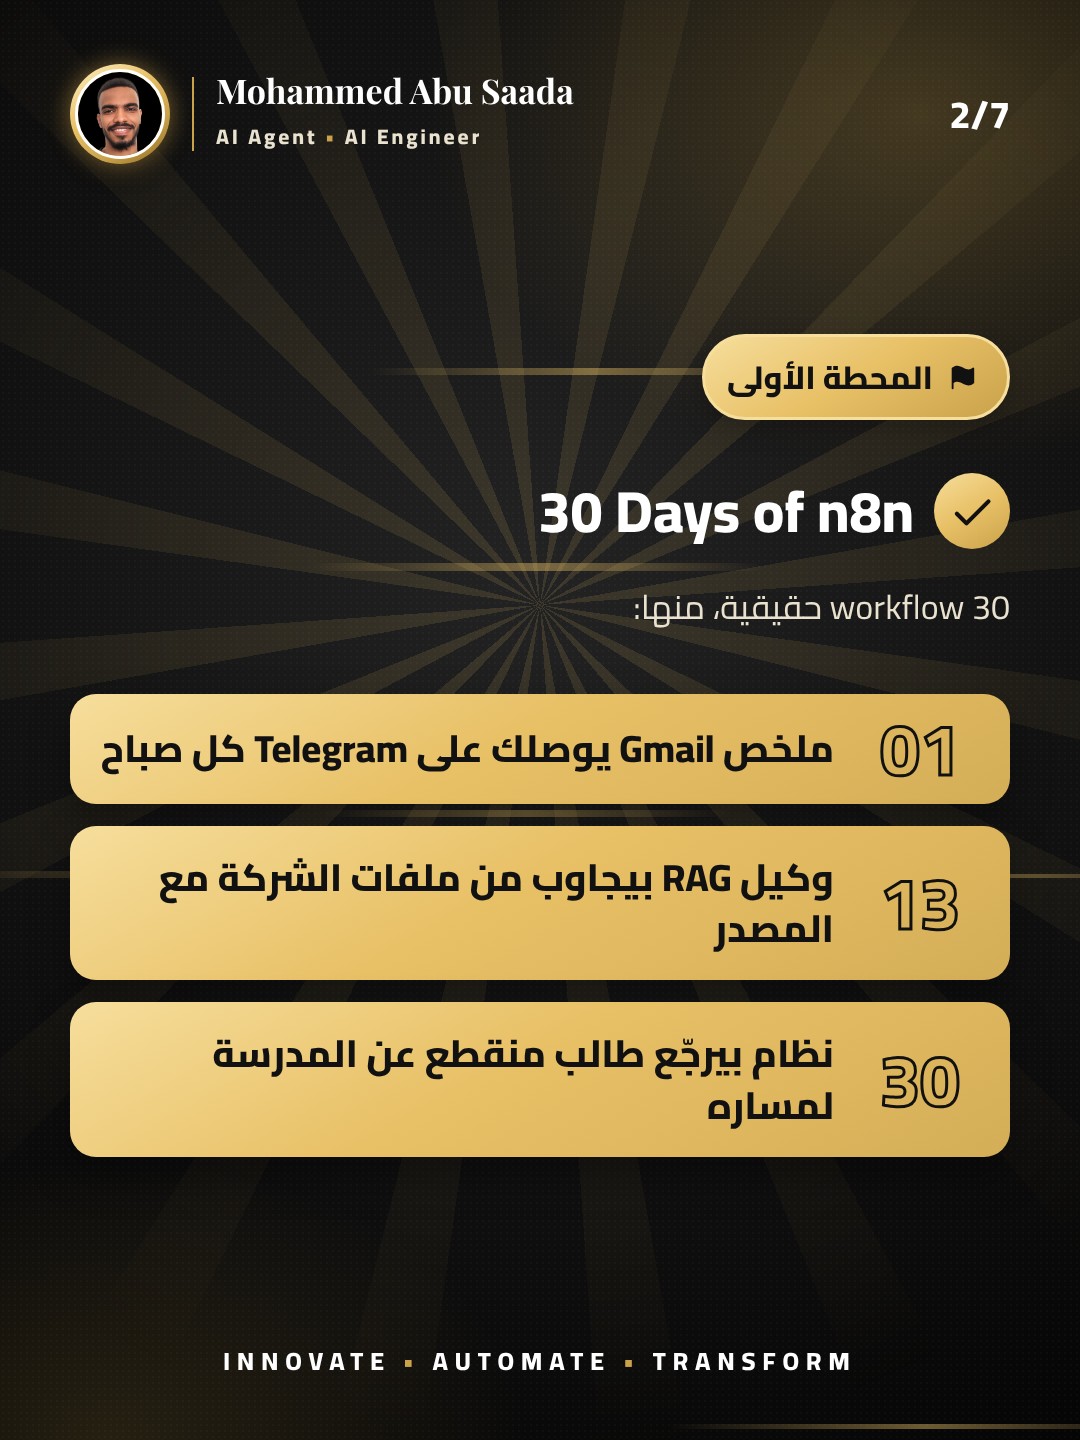 Mohammed Abu Saada
AI Agent ▪ AI Engineer
2/7
المحطة الأولى
30 Days of n8n
30 workflow حقيقية، منها:
01
ملخص Gmail يوصلك على Telegram كل صباح
13
وكيل RAG بيجاوب من ملفات الشركة مع
المصدر
30
نظام بيرجّع طالب منقطع عن المدرسة
لمساره
INNOVATE ▪ AUTOMATE ▪ TRANSFORM